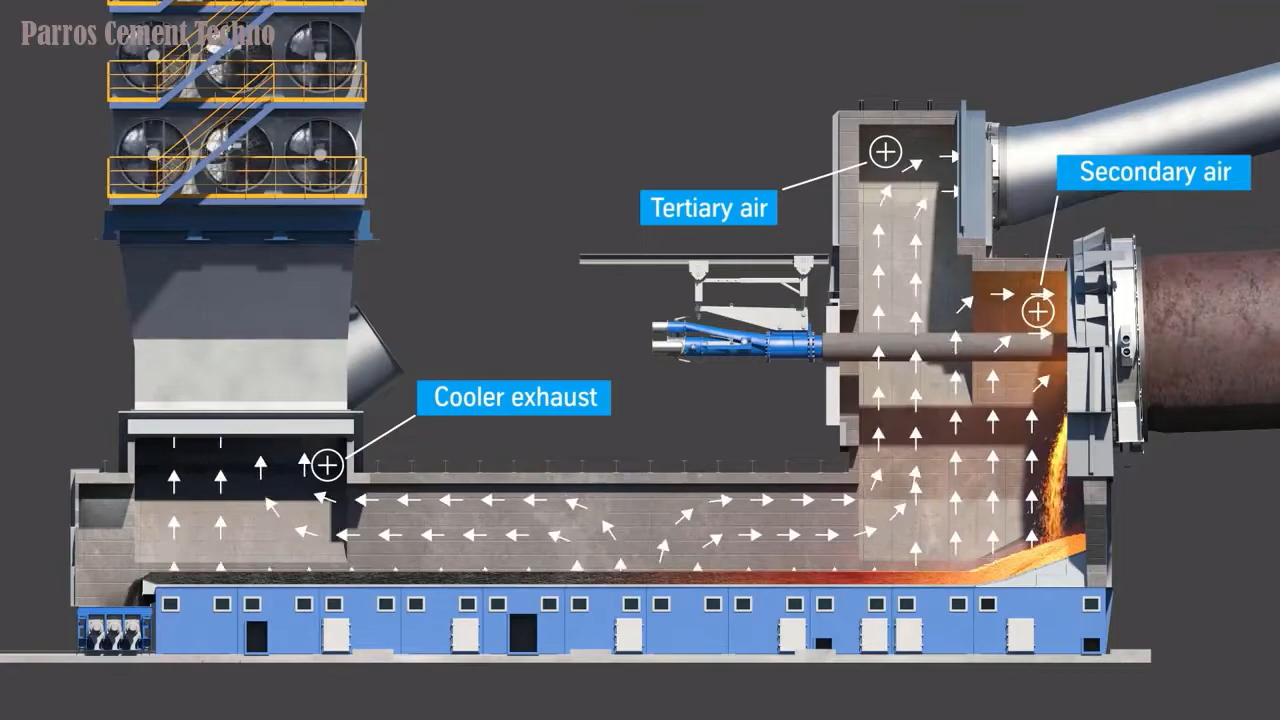 Parros Cement Techno
Secondary air
Tertiary air
Cooler exhaust